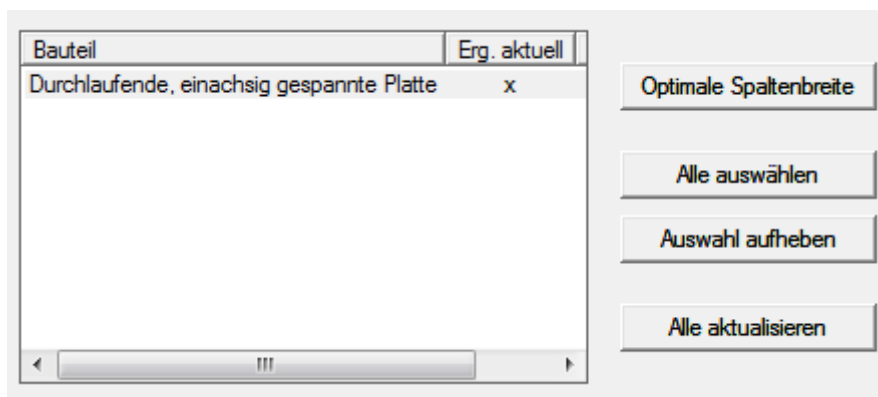 Bauteil Erg. aktuell
Durchlaufende, einachsig gespannte Platte x
Optimale Spaltenbreite
Alle auswählen
Auswahl aufheben
Alle aktualisieren